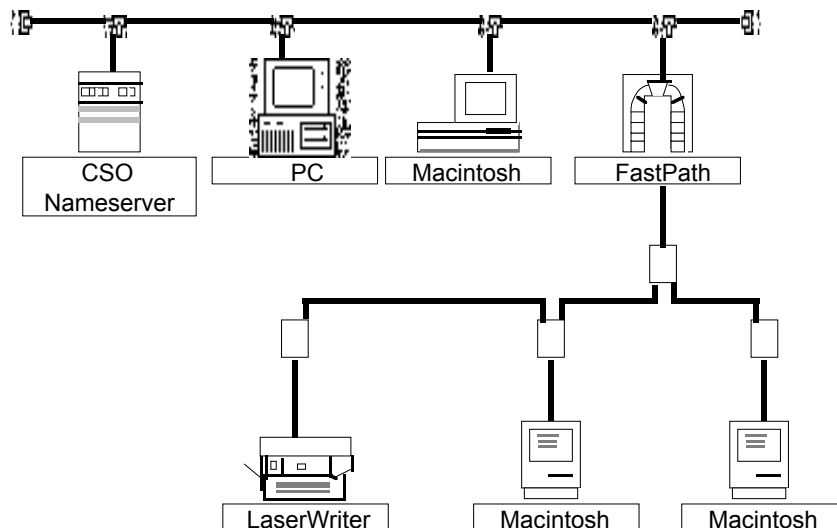 CSO
Nameserver
PC
Macintosh
FastPath
LaserWriter
Macintosh
Macintosh